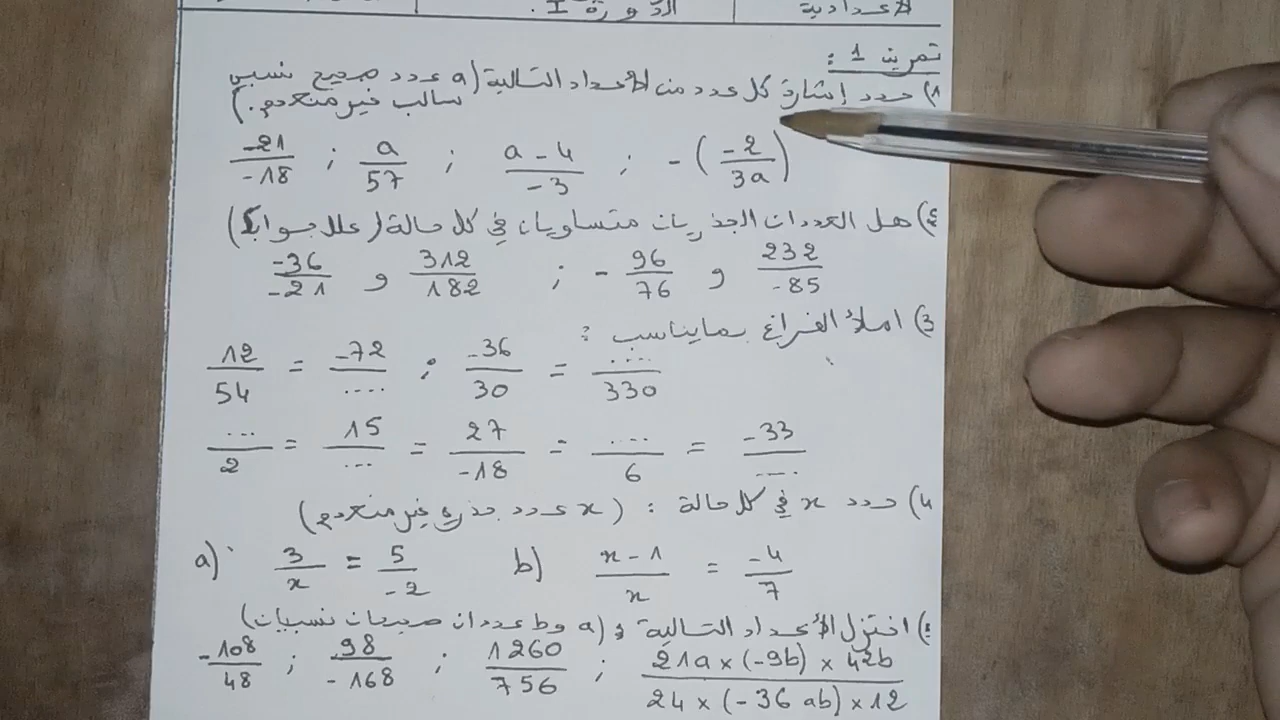 الإعدادية الدورة I.
تمرين 1 :
1) حدد إشارة كل عدد من الأعداد التالية (a عدد صحيح نسبي
سالب غير منعدم.)
-21/-18 ; a/57 ; a - 4/-3 ; - (-2/3a)
2) هل العددان الجذريان متساويان في كل حالة (علل جوابك)
-36/-21 و 312/182 ; - 96/76 و 232/-85
3) املأ الفراغ بمايناسب :
12/54 = -72/.... ; -36/30 = ..../330
.../2 = 15/... = 27/-18 = ..../6 = -33/....
4) حدد x في كل حالة : (x عدد جذري غير منعدم)
a) 3/x = 5/-2 b) x - 1/x = -4/7
اختزل الأعداد التالية (a و b عددان صحيحان نسبيان)
-108/48 ; 98/-168 ; 1260/756 ; 21a × (-9b) × 42b/24 × (-36 ab) × 12